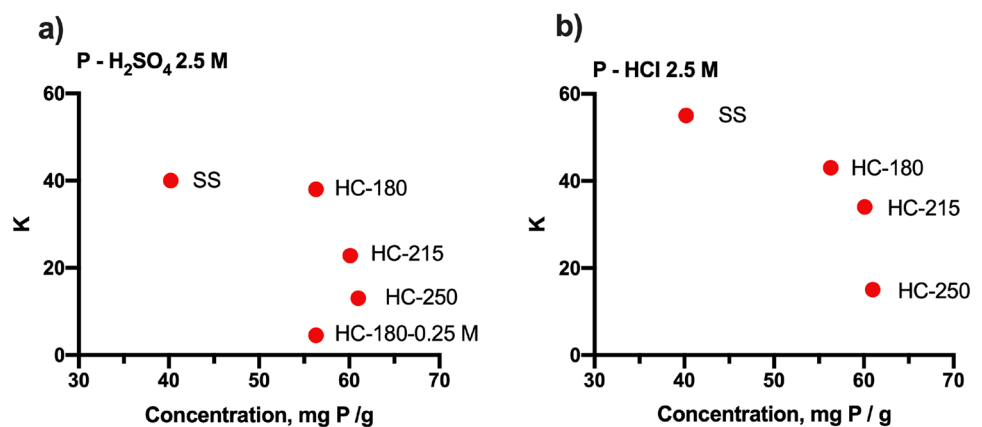 a)
P - H₂SO₄ 2.5 M
60
40
20
0
K
SS
HC-180
HC-215
HC-250
HC-180-0.25 M
30 40 50 60 70
Concentration, mg P /g
b)
P - HCl 2.5 M
60
40
20
0
K
SS
HC-180
HC-215
HC-250
30 40 50 60 70
Concentration, mg P / g